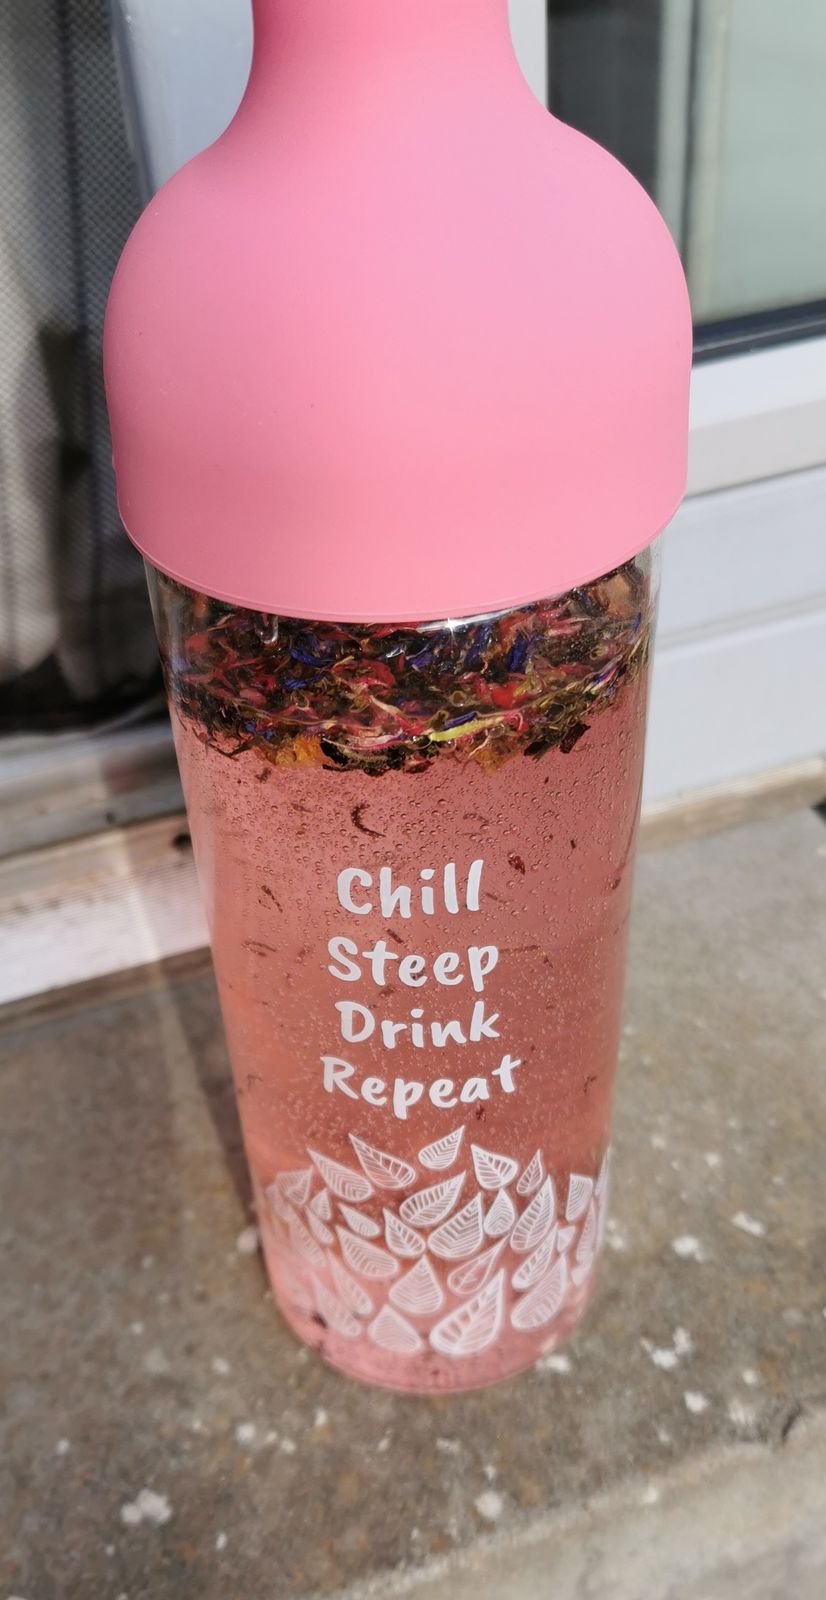 Chill
Steep
Drink
Repeat